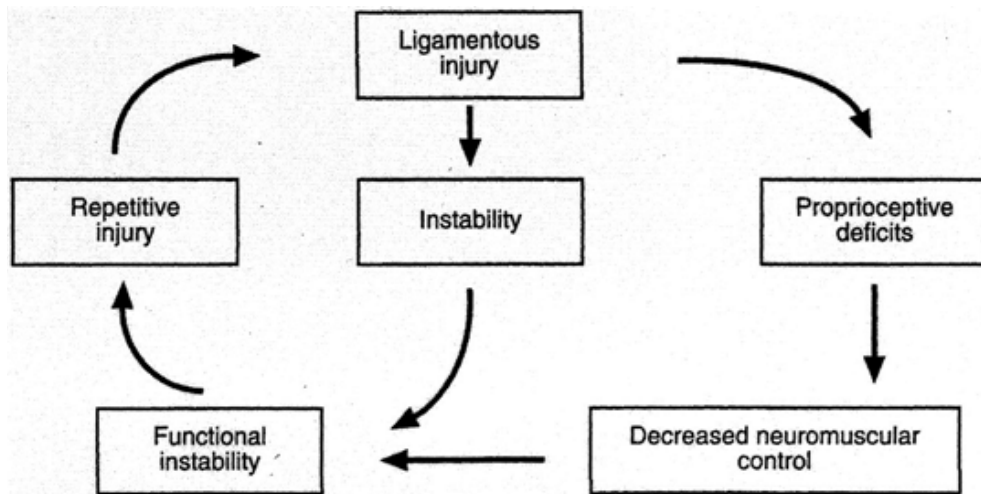 Ligamentous
injury
Repetitive
injury
Instability
Proprioceptive
deficits
Functional
instability
Decreased neuromuscular
control